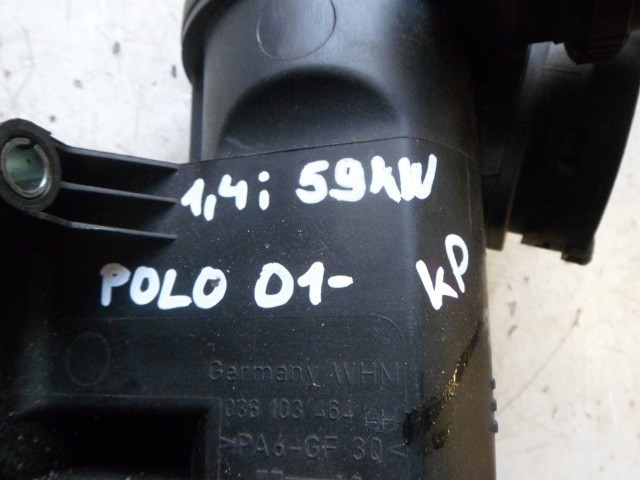 1,4i 59kW
POLO 01- KP
Germany WHM
036 103 464
>PA6-GF 30<